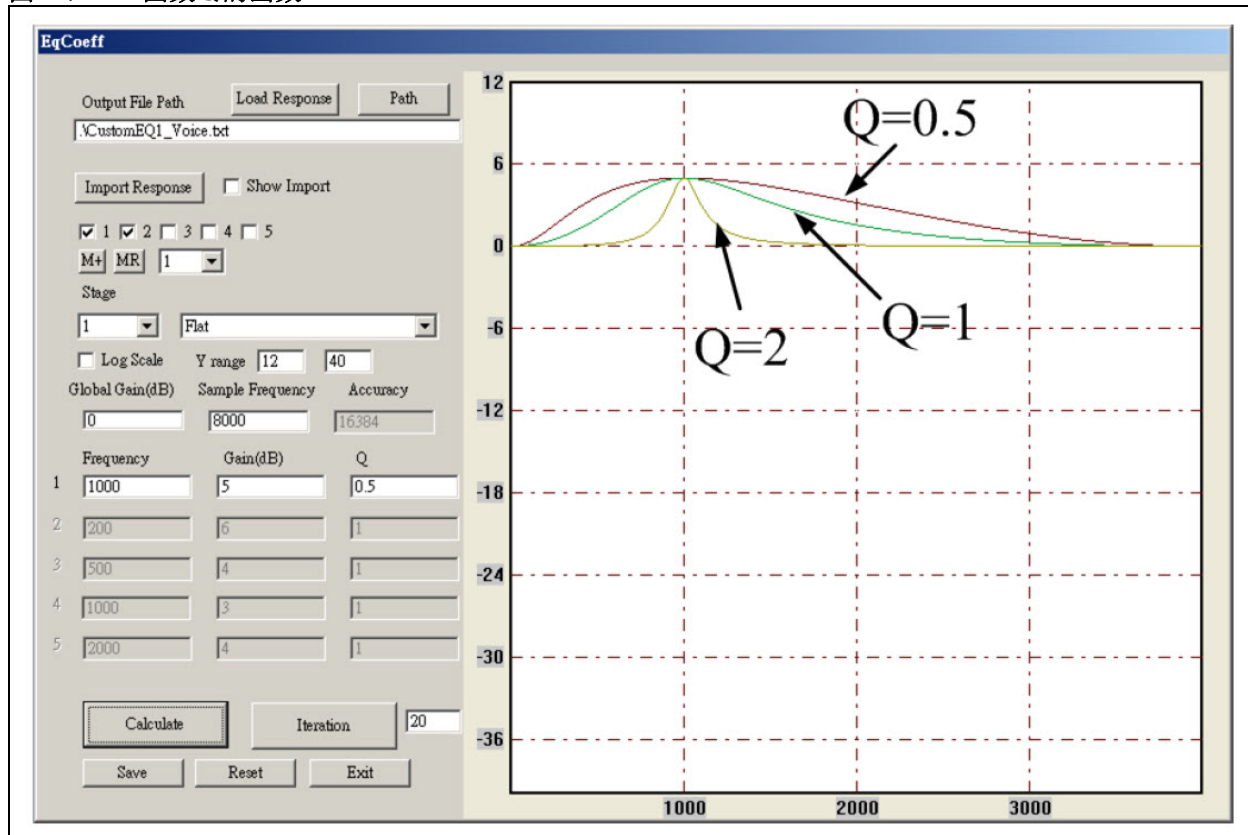 EqCoeff
Output File Path
Load Response
Path
.\CustomEQ1_Voice.txt
Import Response
Show Import
1 2 3 4 5
M+ MR 1
Stage
1 Flat
Log Scale Y range 12 40
Global Gain(dB) Sample Frequency Accuracy
0 8000 16384
Frequency Gain(dB) Q
1 1000 5 0.5
2 200 6 1
3 500 4 1
4 1000 3 1
5 2000 4 1
Calculate Iteration 20
Save Reset Exit
12
6
0
-6
-12
-18
-24
-30
-36
1000 2000 3000
Q=0.5
Q=1
Q=2